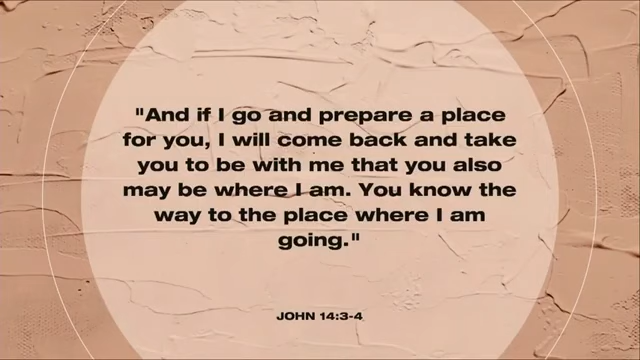 "And if I go and prepare a place
for you, I will come back and take
you to be with me that you also
may be where I am. You know the
way to the place where I am
going."
JOHN 14:3-4